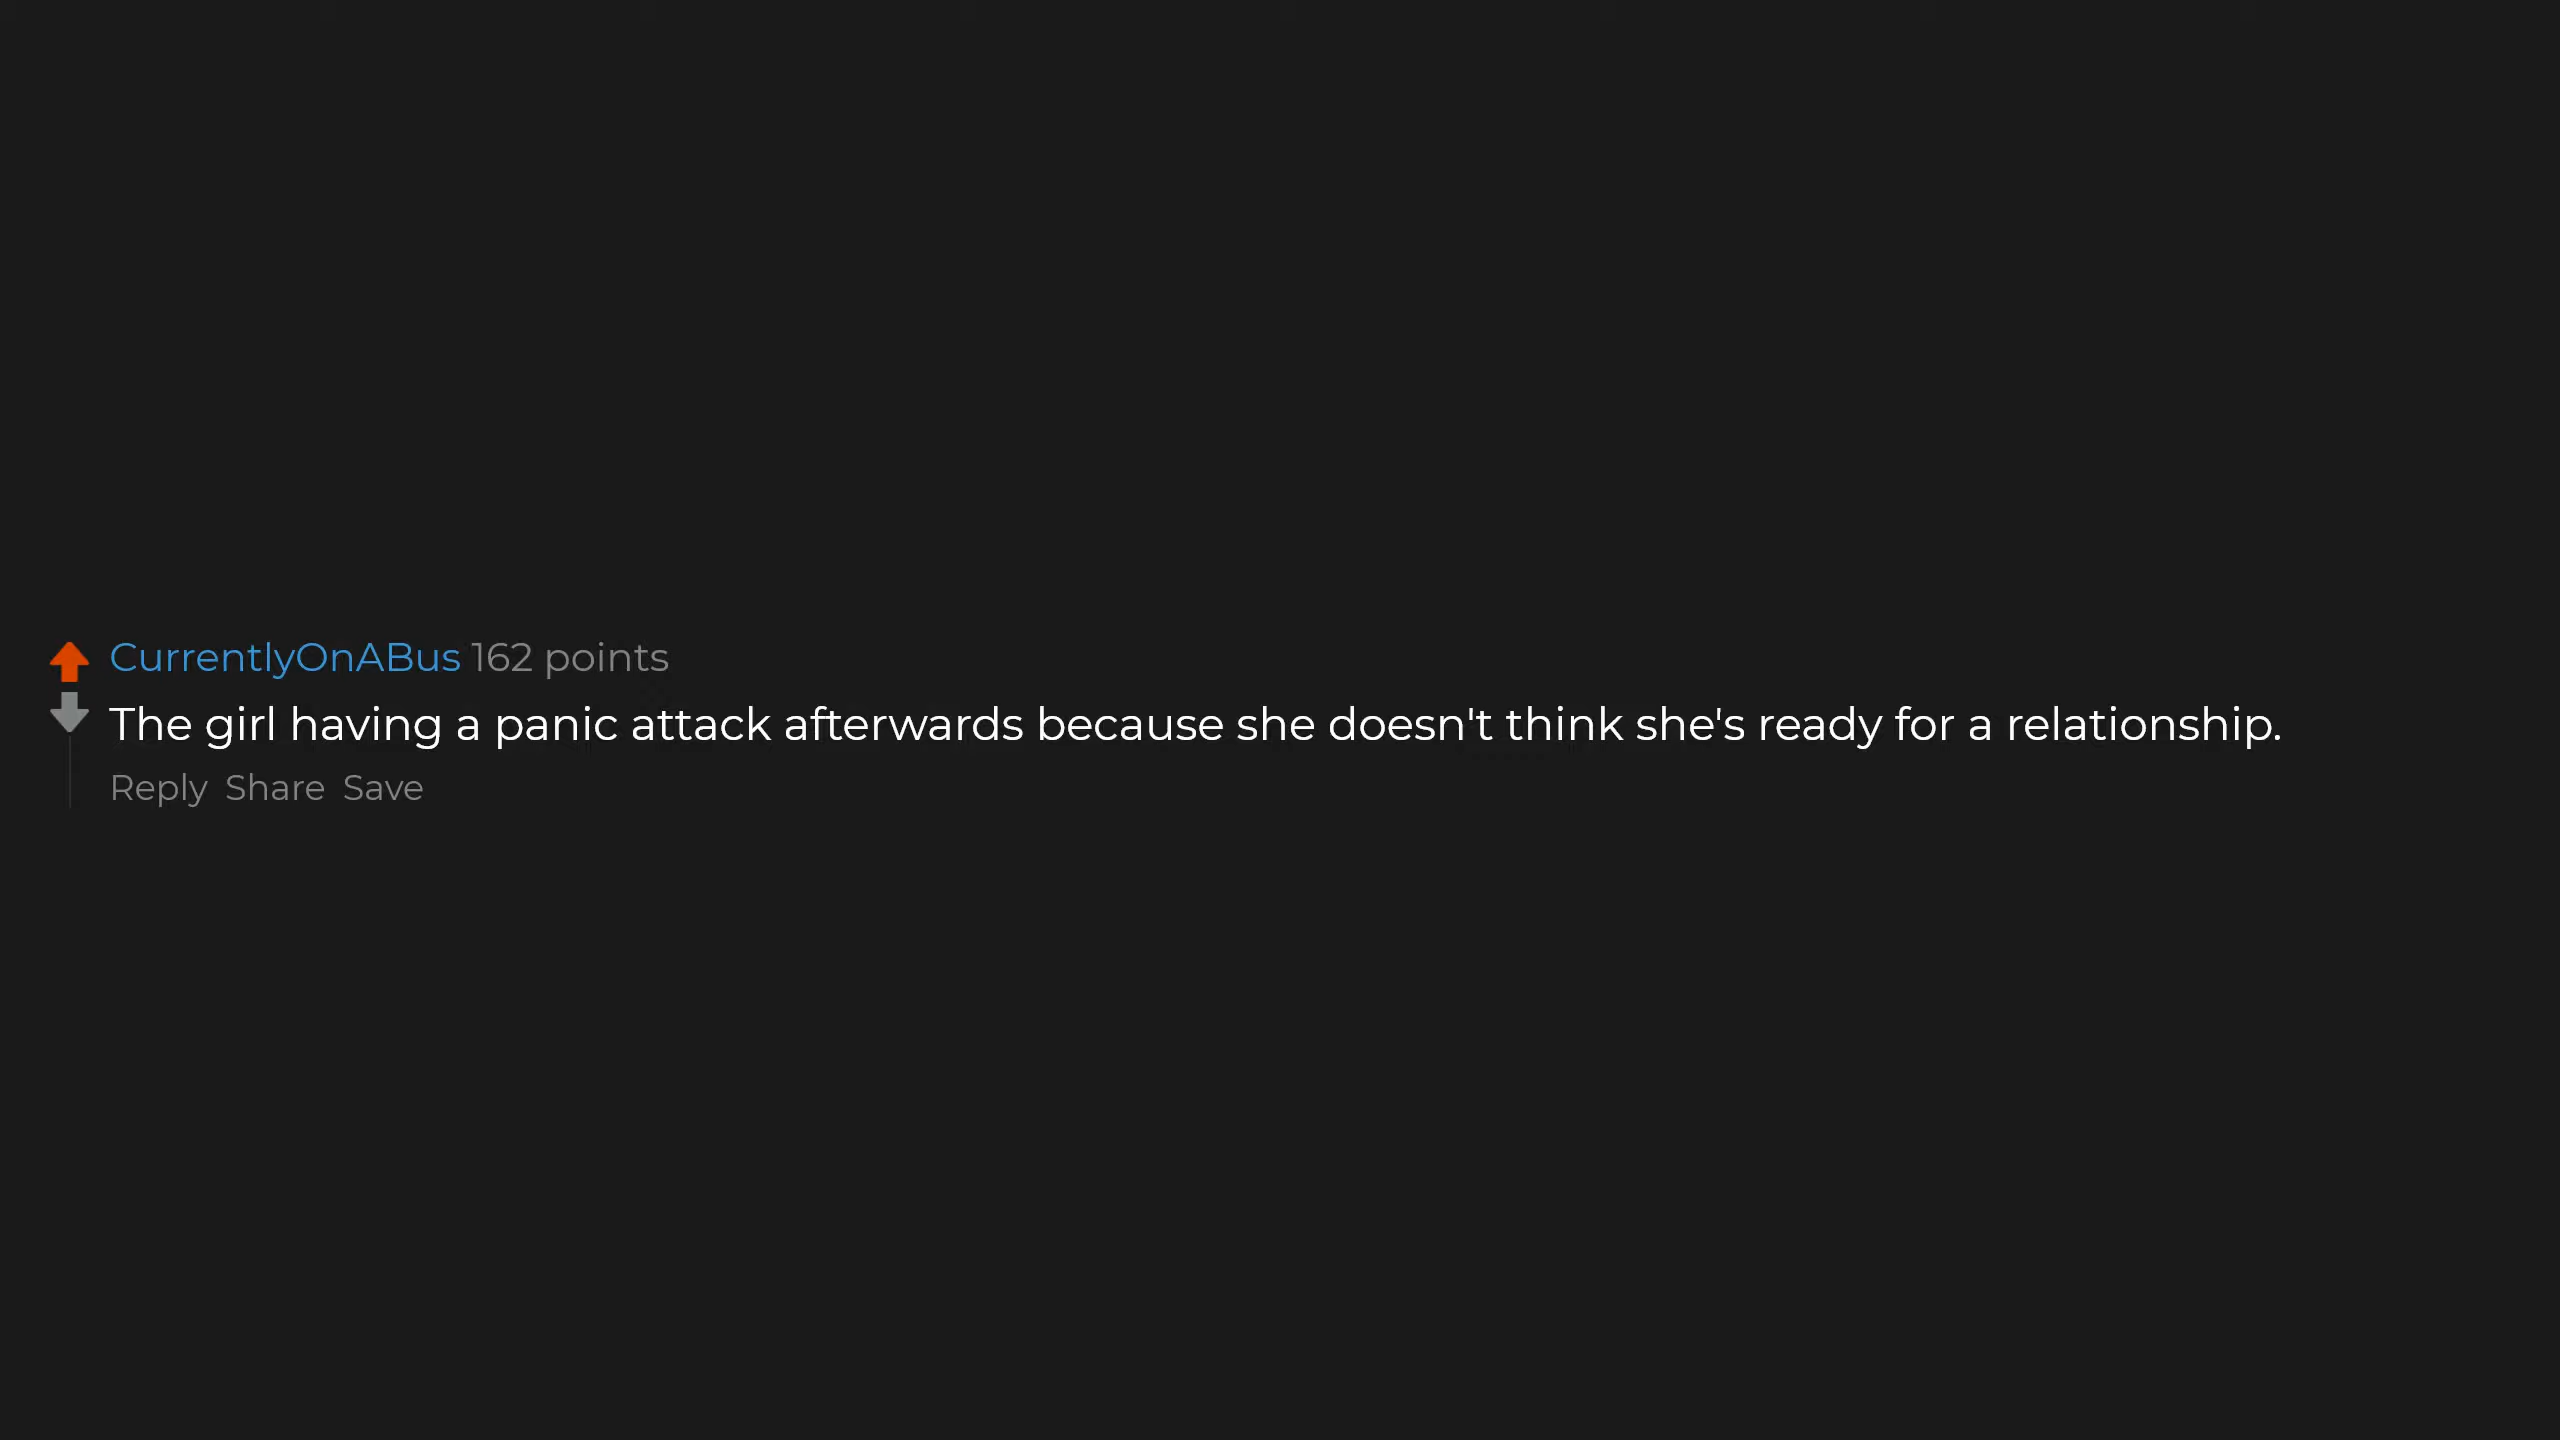 CurrentlyOnABus 162 points
The girl having a panic attack afterwards because she doesn't think she's ready for a relationship.
Reply Share Save